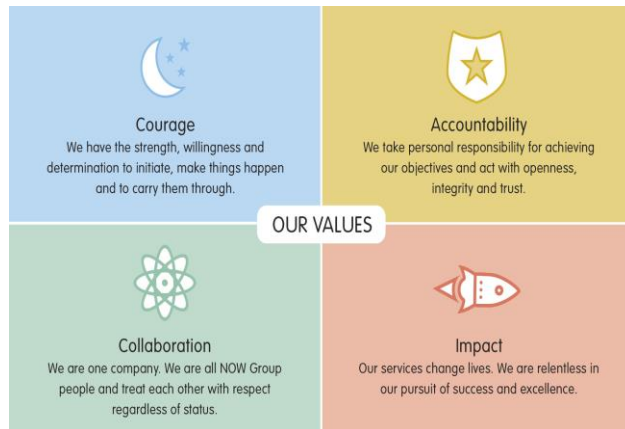 Courage
We have the strength, willingness and
determination to initiate, make things happen
and to carry them through.
Accountability
We take personal responsibility for achieving
our objectives and act with openness,
integrity and trust.
OUR VALUES
Collaboration
We are one company. We are all NOW Group
people and treat each other with respect
regardless of status.
Impact
Our services change lives. We are relentless in
our pursuit of success and excellence.